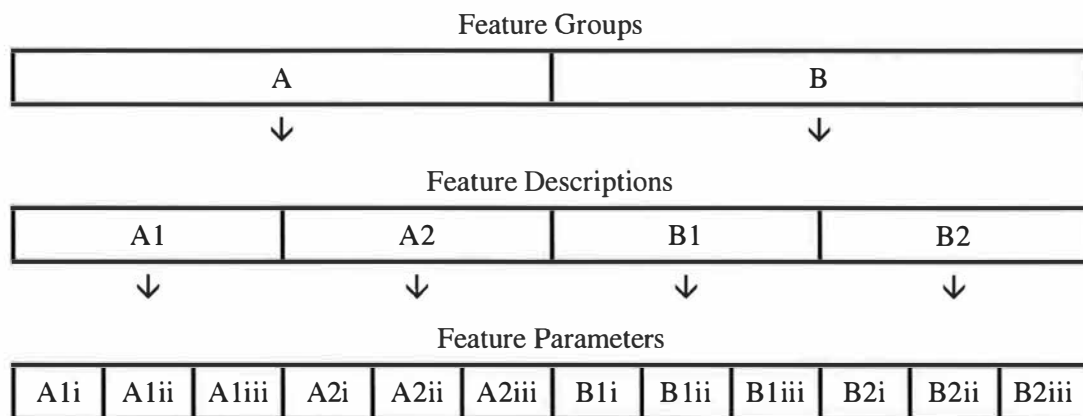 Feature Groups
A B
Feature Descriptions
A1 A2 B1 B2
Feature Parameters
A1i A1ii A1iii A2i A2ii A2iii B1i B1ii B1iii B2i B2ii B2iii